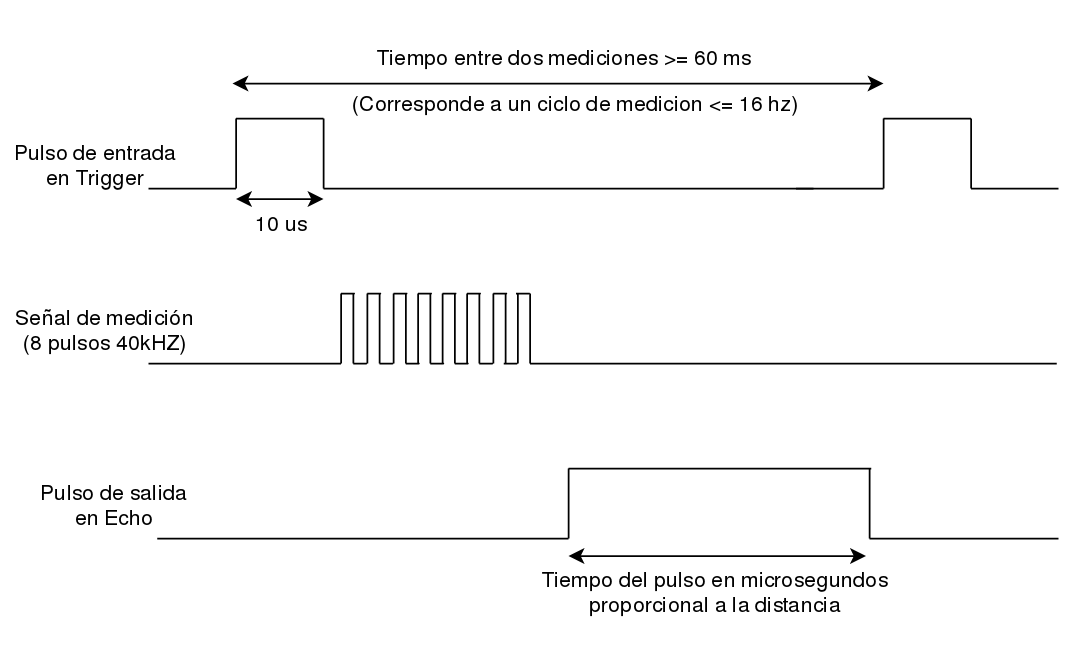 Tiempo entre dos mediciones >= 60 ms
(Corresponde a un ciclo de medicion <= 16 hz)
Pulso de entrada
en Trigger
10 us
Señal de medición
(8 pulsos 40kHZ)
Pulso de salida
en Echo
Tiempo del pulso en microsegundos
proporcional a la distancia